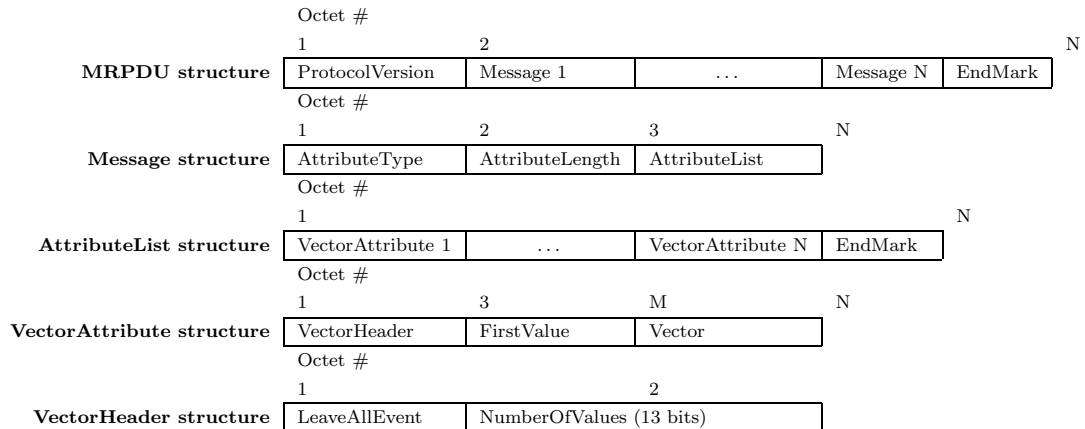 Octet #
1 2 N
MRPDU structure ProtocolVersion Message 1 ... Message N EndMark
Octet #
1 2 3 N
Message structure AttributeType AttributeLength AttributeList
Octet #
1 N
AttributeList structure VectorAttribute 1 ... VectorAttribute N EndMark
Octet #
1 3 M N
VectorAttribute structure VectorHeader FirstValue Vector
Octet #
1 2
VectorHeader structure LeaveAllEvent NumberOfValues (13 bits)